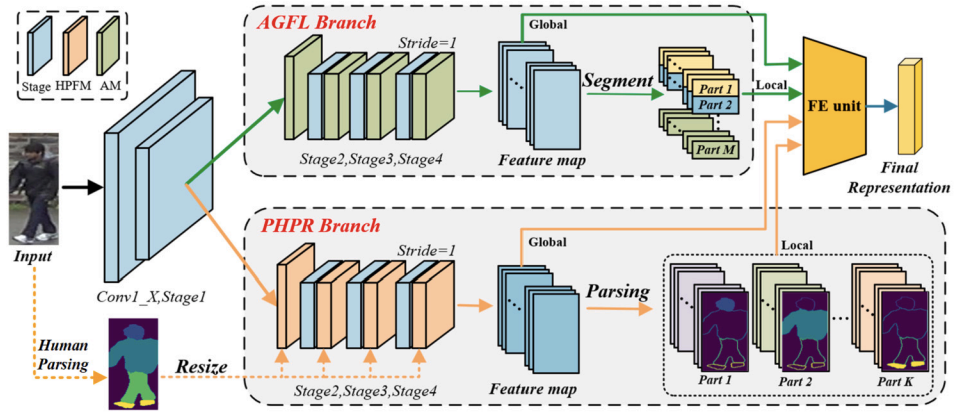 AGFL Branch
Stride=1
Stage HPFM AM
Global
Segment
Part 1
Part 2
Part M
Local
FE unit
Stage2,Stage3,Stage4
Feature map
Final
Representation
Input
PHPR Branch
Stride=1
Global
Local
Conv1_X,Stage1
Parsing
Human
Parsing
Resize
Stage2,Stage3,Stage4
Feature map
Part 1
Part 2
Part K